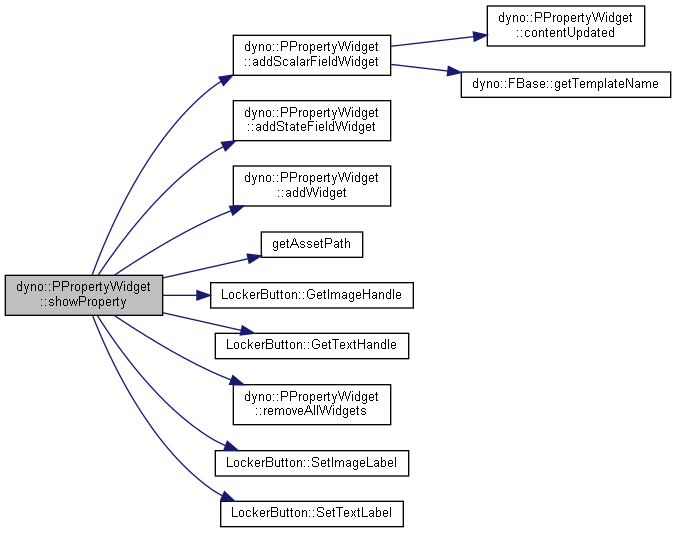 dyno::PPropertyWidget
::showProperty
dyno::PPropertyWidget
::addScalarFieldWidget
dyno::PPropertyWidget
::contentUpdated
dyno::FBase::getTemplateName
dyno::PPropertyWidget
::addStateFieldWidget
dyno::PPropertyWidget
::addWidget
getAssetPath
LockerButton::GetImageHandle
LockerButton::GetTextHandle
dyno::PPropertyWidget
::removeAllWidgets
LockerButton::SetImageLabel
LockerButton::SetTextLabel